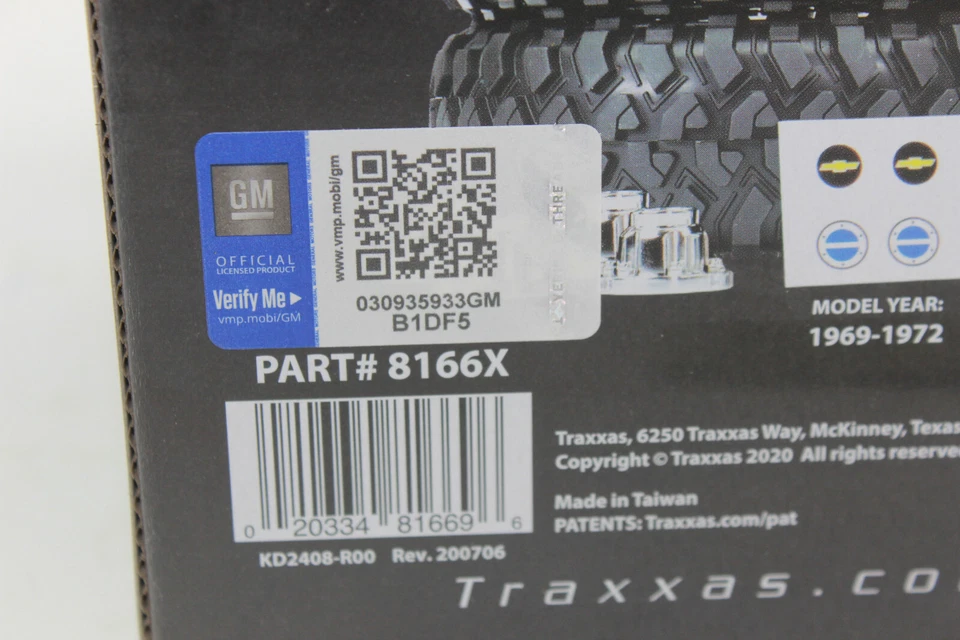 GM
OFFICIAL
LICENSED PRODUCT
Verify Me
vmp.mobi/GM
www.vmp.mobi/gm
030935933GM
B1DF5
PART# 8166X
0 20334 81669 6
KD2408-R00 Rev. 200706
MODEL YEAR:
1969-1972
Traxxas, 6250 Traxxas Way, McKinney, Texas
Copyright © Traxxas 2020 All rights reserve
Made in Taiwan
PATENTS: Traxxas.com/pat
Traxxas.co